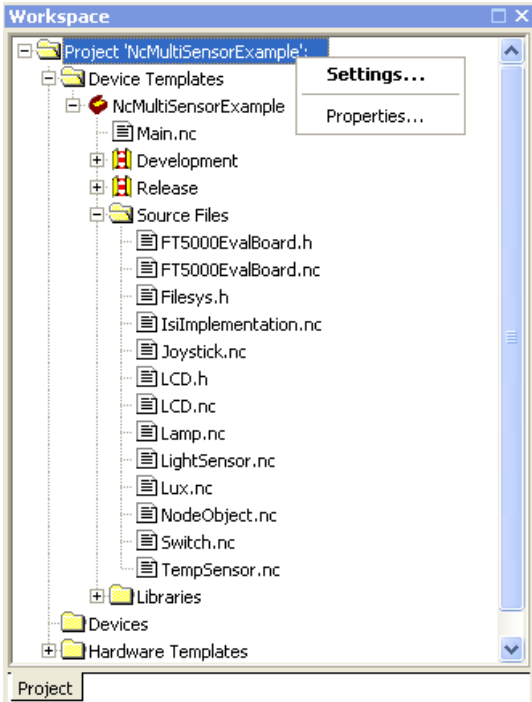 Workspace
Project 'NcMultiSensorExample':
Settings...
Device Templates
NcMultiSensorExample
Properties...
Main.nc
Development
Release
Source Files
FT5000EvalBoard.h
FT5000EvalBoard.nc
Filesys.h
IsiImplementation.nc
Joystick.nc
LCD.h
LCD.nc
Lamp.nc
LightSensor.nc
Lux.nc
NodeObject.nc
Switch.nc
TempSensor.nc
Libraries
Devices
Hardware Templates
Project